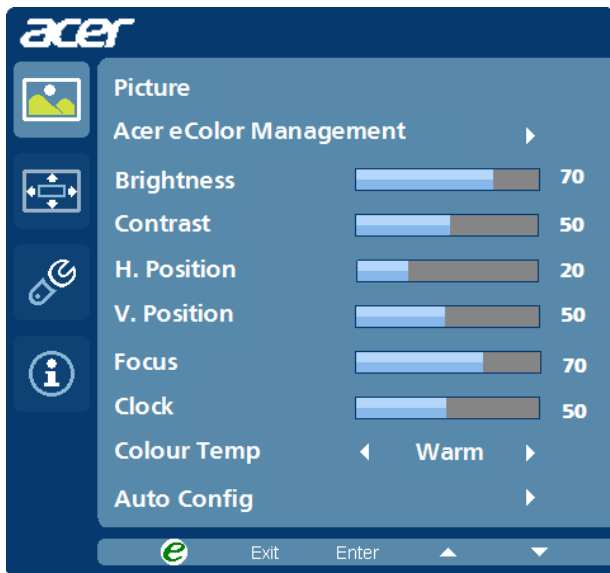 acer
Picture
Acer eColor Management
Brightness 70
Contrast 50
H. Position 20
V. Position 50
Focus 70
Clock 50
Colour Temp Warm
Auto Config
e Exit Enter